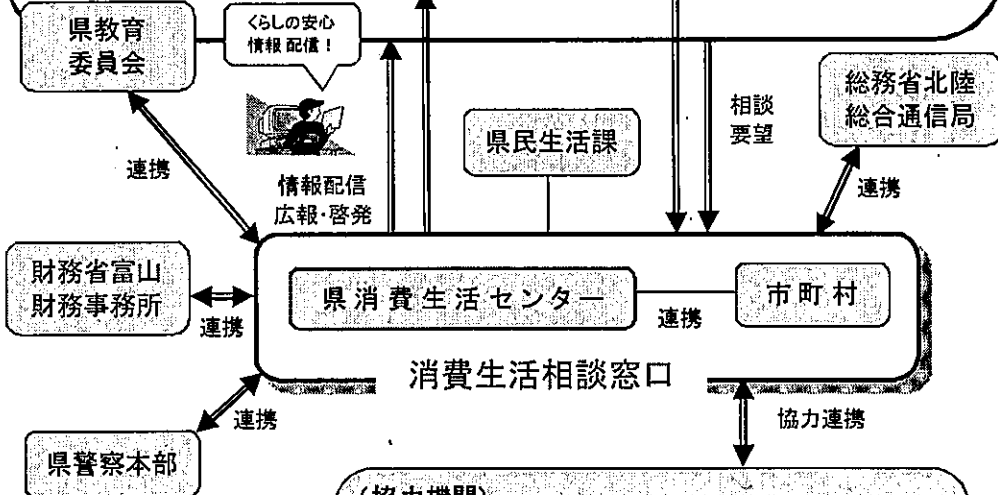 県教育
委員会
くらしの安心
情報配信！
総務省北陸
総合通信局
相談
要望
県民生活課
連携
連携
情報配信
広報・啓発
財務省富山
財務事務所
連携
県消費生活センター
連携
市町村
消費生活相談窓口
連携
協力連携
県警察本部
(協力機関)